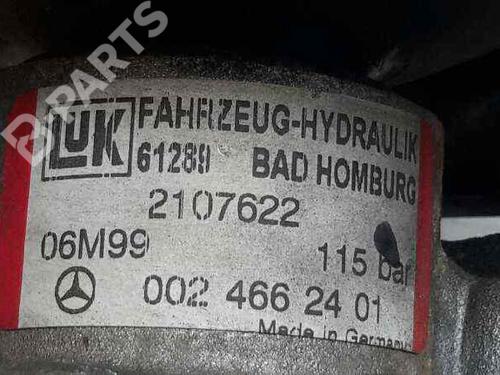 B-PARTS
LUK FAHRZEUG-HYDRAULIK
61289 BAD HOMBURG
2107622
06M99 115 bar
002 466 24 01
Made in Germany